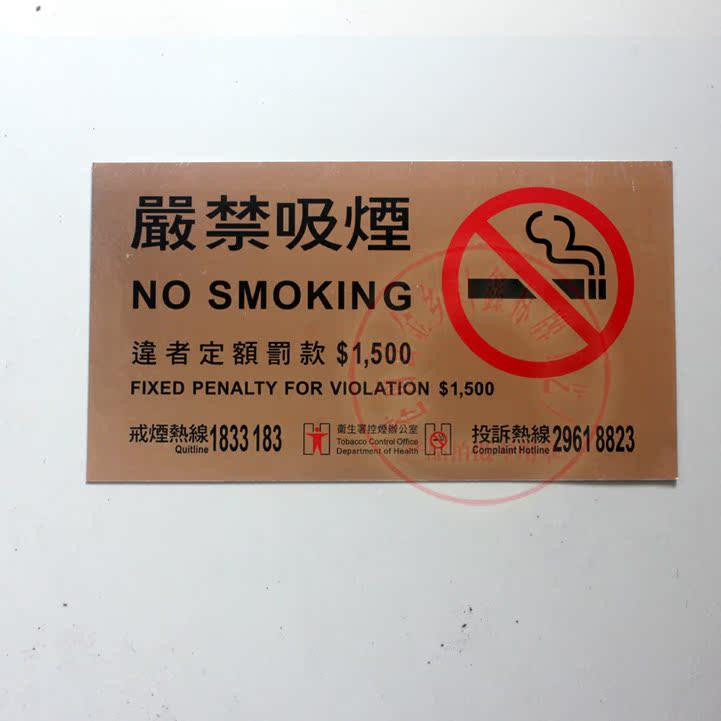 嚴禁吸煙
NO SMOKING
違者定額罰款 $1,500
FIXED PENALTY FOR VIOLATION $1,500
戒煙熱線 1833 183
Quitline
衞生署控煙辦公室
Tobacco Control Office
Department of Health
投訴熱線 2961 8823
Complaint Hotline